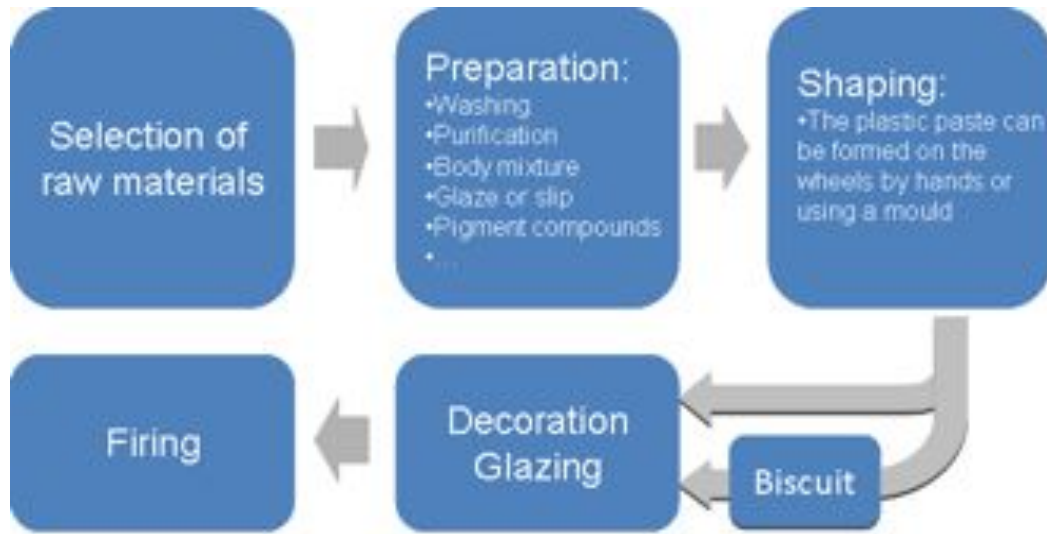 Selection of
raw materials
Preparation:
•Washing
•Purification
•Body mixture
•Glaze or slip
•Pigment compounds
•...
Shaping:
•The plastic paste can
be formed on the
wheels by hands or
using a mould
Firing
Decoration
Glazing
Biscuit